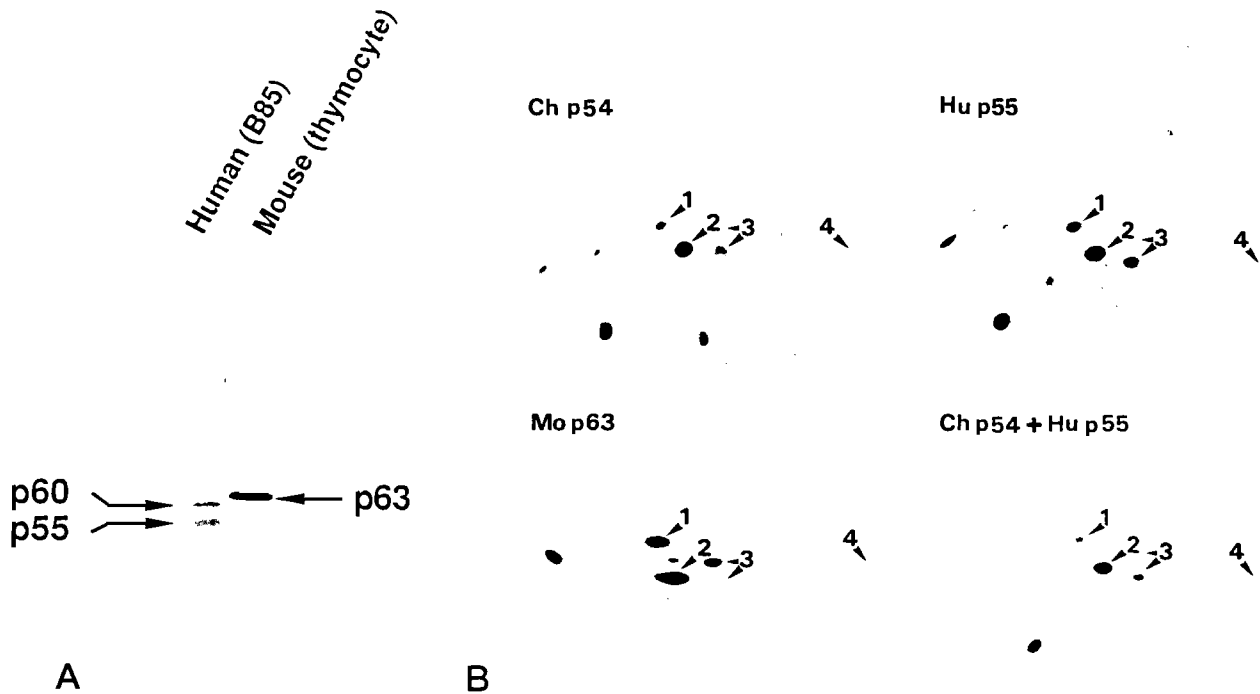 Human (B85)
Mouse (thymocyte)
p60
p55
p63
A
Ch p54
1
2
3
4
Hu p55
1
2
3
4
Mo p63
1
2
3
4
Ch p54 + Hu p55
1
2
3
4
B